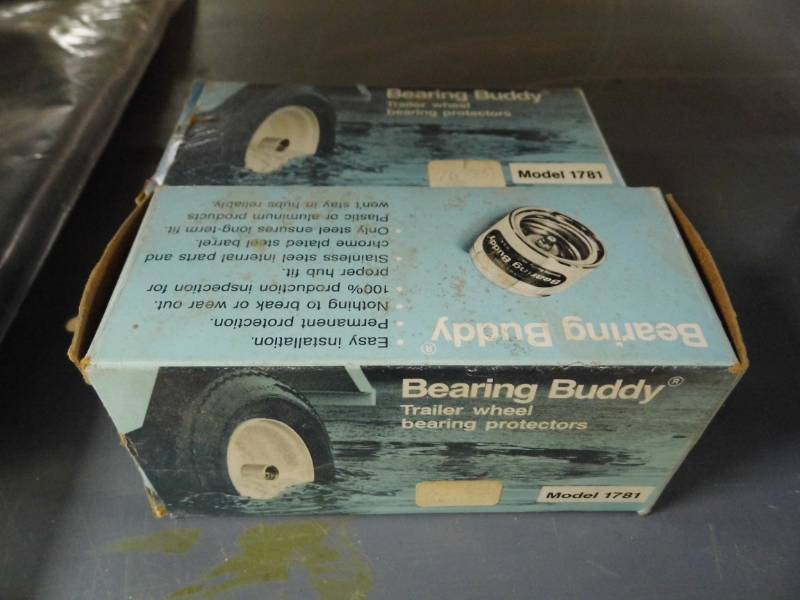 Bearing Buddy®
Trailer wheel
bearing protectors
Model 1781
Bearing Buddy®
Bearing Buddy
• Easy installation.
• Permanent protection.
• Nothing to break or wear out.
• 100% production inspection for
proper hub fit.
• Stainless steel internal parts and
chrome plated steel barrel.
• Only steel ensures long-term fit.
Plastic or aluminum products
won't stay in hubs reliably.
Bearing Buddy®
Trailer wheel
bearing protectors
Model 1781